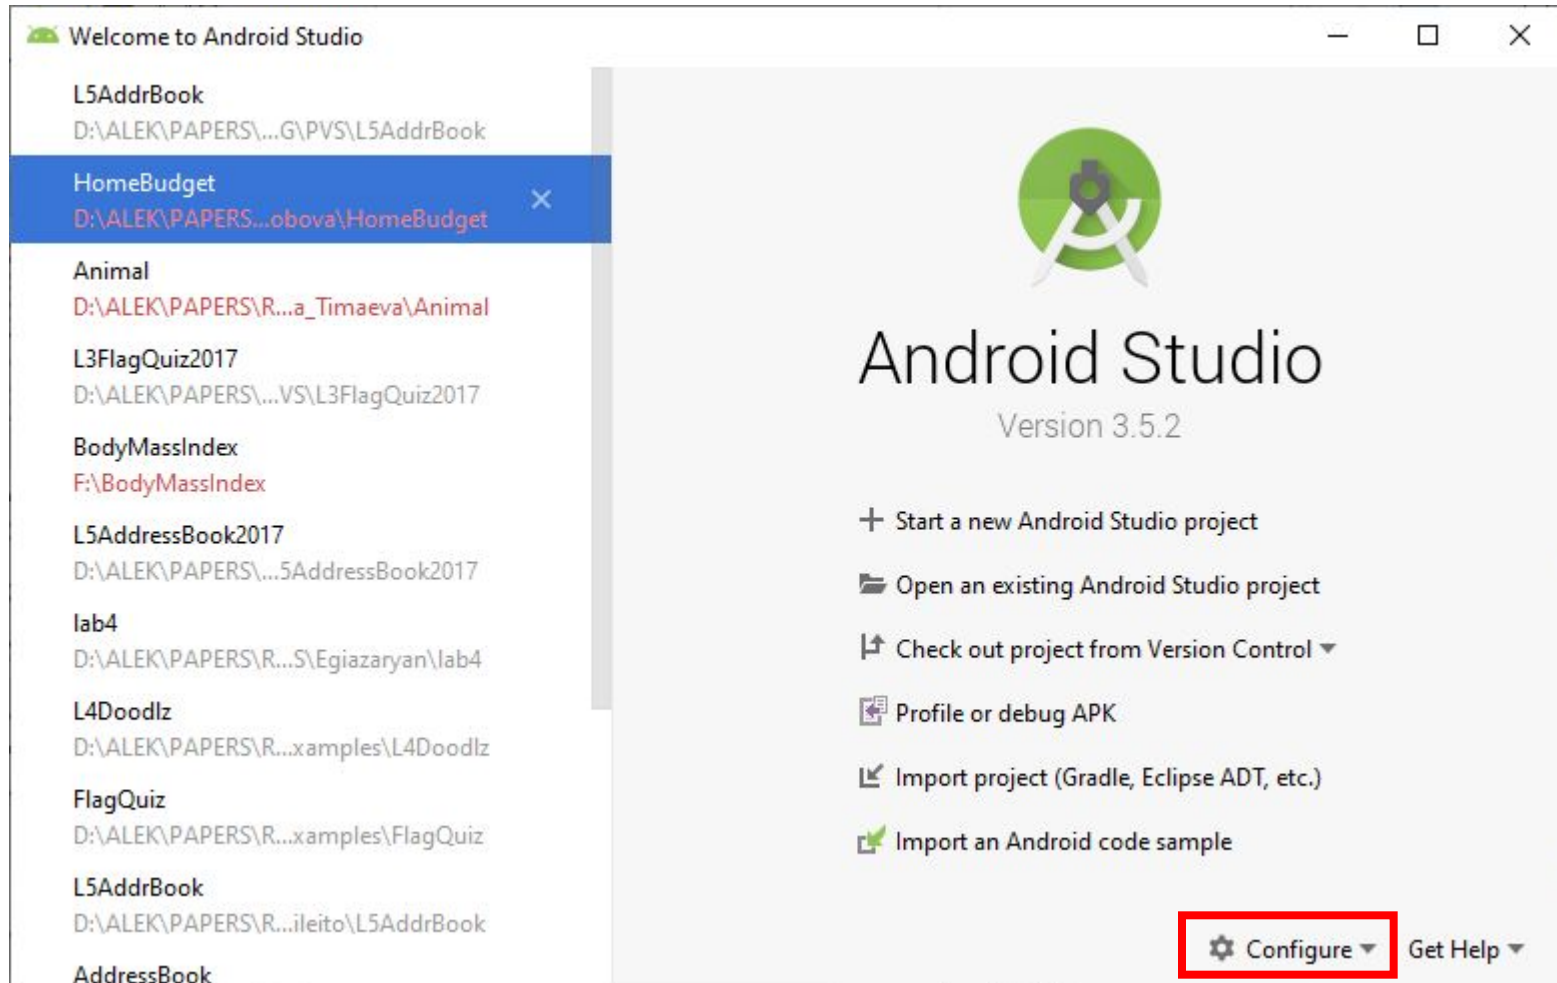 Welcome to Android Studio
L5AddrBook
D:\ALEK\PAPERS\...G\PVS\L5AddrBook
HomeBudget
D:\ALEK\PAPERS...obova\HomeBudget
Animal
D:\ALEK\PAPERS\R...a_Timaeva\Animal
L3FlagQuiz2017
D:\ALEK\PAPERS\...VS\L3FlagQuiz2017
BodyMassIndex
F:\BodyMassIndex
L5AddressBook2017
D:\ALEK\PAPERS\...5AddressBook2017
lab4
D:\ALEK\PAPERS\R...S\Egiazaryan\lab4
L4Doodlz
D:\ALEK\PAPERS\R...xamples\L4Doodlz
FlagQuiz
D:\ALEK\PAPERS\R...xamples\FlagQuiz
L5AddrBook
D:\ALEK\PAPERS\R...ileito\L5AddrBook
AddressBook
Android Studio
Version 3.5.2
Start a new Android Studio project
Open an existing Android Studio project
Check out project from Version Control
Profile or debug APK
Import project (Gradle, Eclipse ADT, etc.)
Import an Android code sample
Configure Get Help